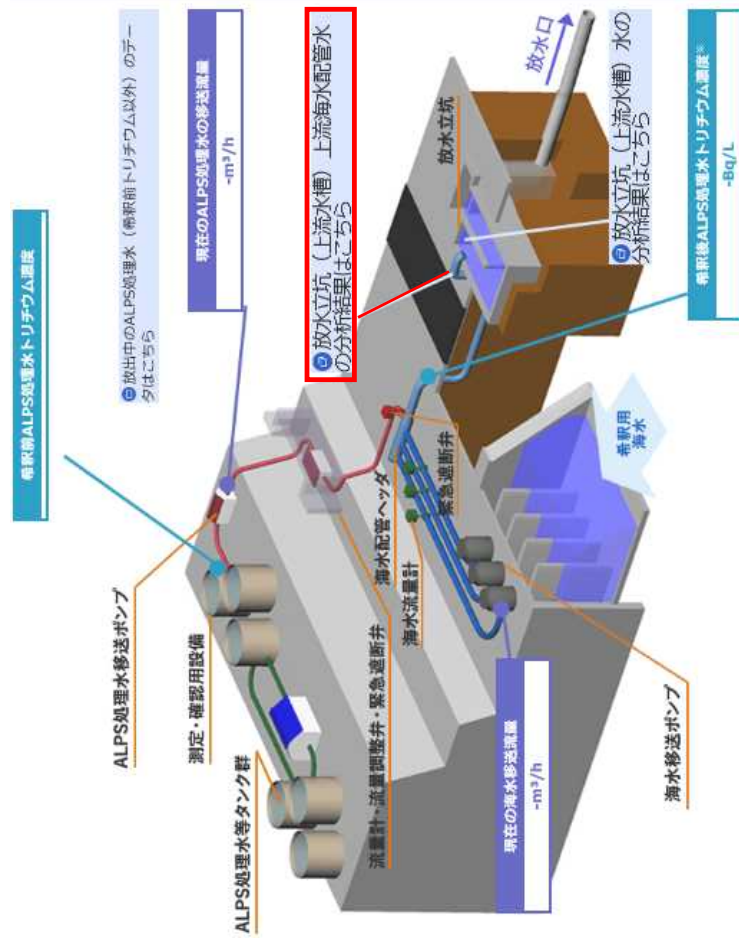 希釈前ALPS処理水トリチウム濃度
放出中のALPS処理水（希釈前トリチウム以外）のデー
タはこちら
現在のALPS処理水の移送流量
-m³/h
放水立坑（上流水槽）上流海水配管水
の分析結果はこちら
放水口
放水立坑
放水立坑（上流水槽）水の
分析結果はこちら
希釈後ALPS処理水トリチウム濃度※
-Bq/L
ALPS処理水移送ポンプ
測定・確認用設備
ALPS処理水等タンク群
流量計・流量調整弁・緊急遮断弁
海水配管ヘッダ
海水流量計
緊急遮断弁
希釈用
海水
現在の海水移送流量
-m³/h
海水移送ポンプ